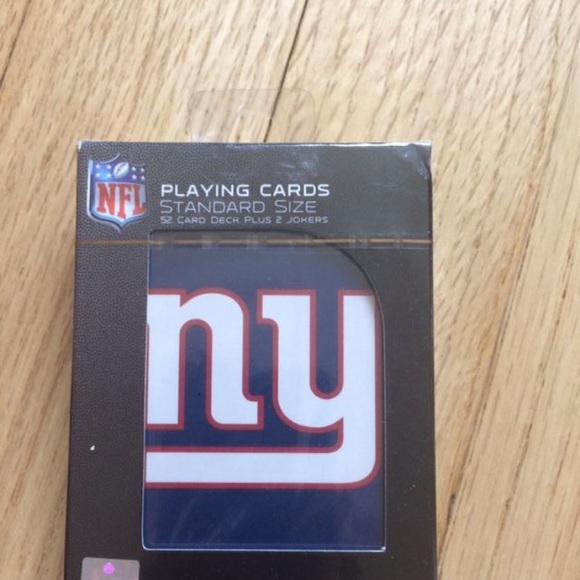 NFL
PLAYING CARDS
STANDARD SIZE
52 CARD DECK PLUS 2 JOKERS
ny